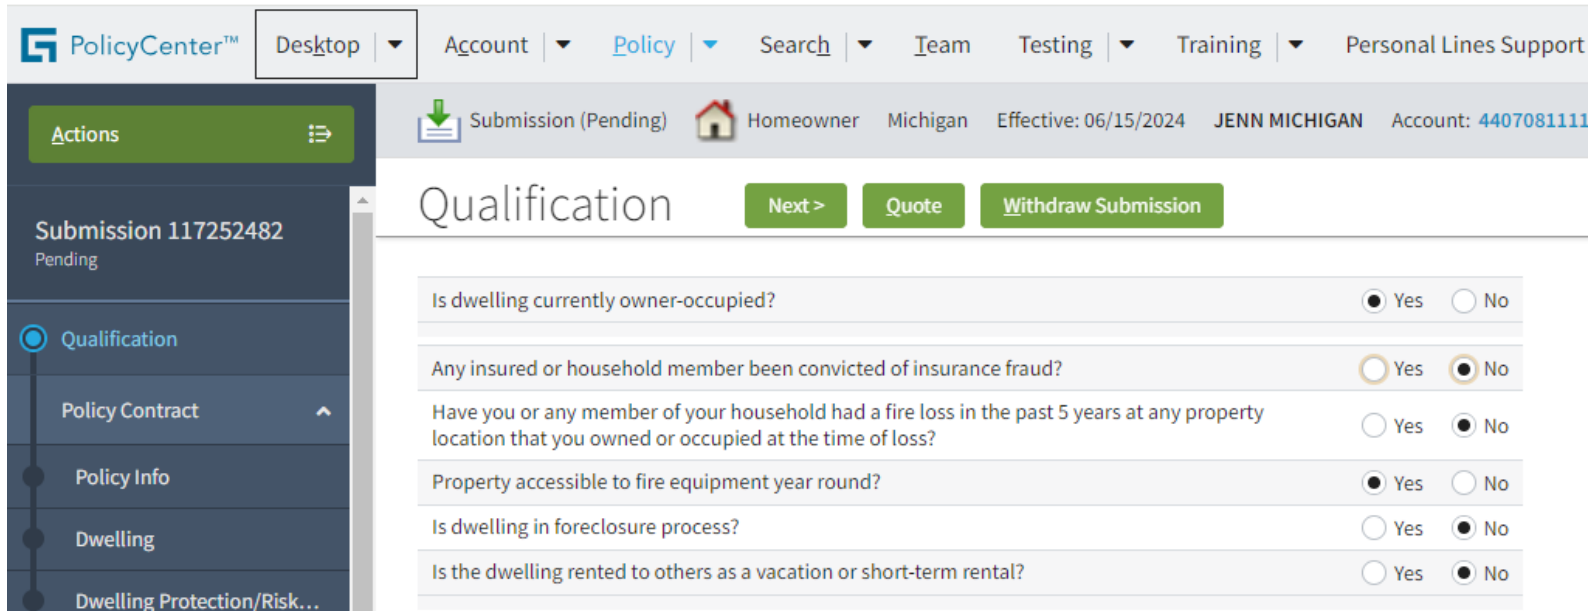 PolicyCenter™ Desktop Account Policy Search Team Testing Training Personal Lines Support
Actions
Submission (Pending) Homeowner Michigan Effective: 06/15/2024 JENN MICHIGAN Account: 4407081111
Submission 117252482
Pending
Qualification
Policy Contract
Policy Info
Dwelling
Dwelling Protection/Risk...
Qualification Next > Quote Withdraw Submission
Is dwelling currently owner-occupied? Yes No
Any insured or household member been convicted of insurance fraud? Yes No
Have you or any member of your household had a fire loss in the past 5 years at any property
location that you owned or occupied at the time of loss? Yes No
Property accessible to fire equipment year round? Yes No
Is dwelling in foreclosure process? Yes No
Is the dwelling rented to others as a vacation or short-term rental? Yes No